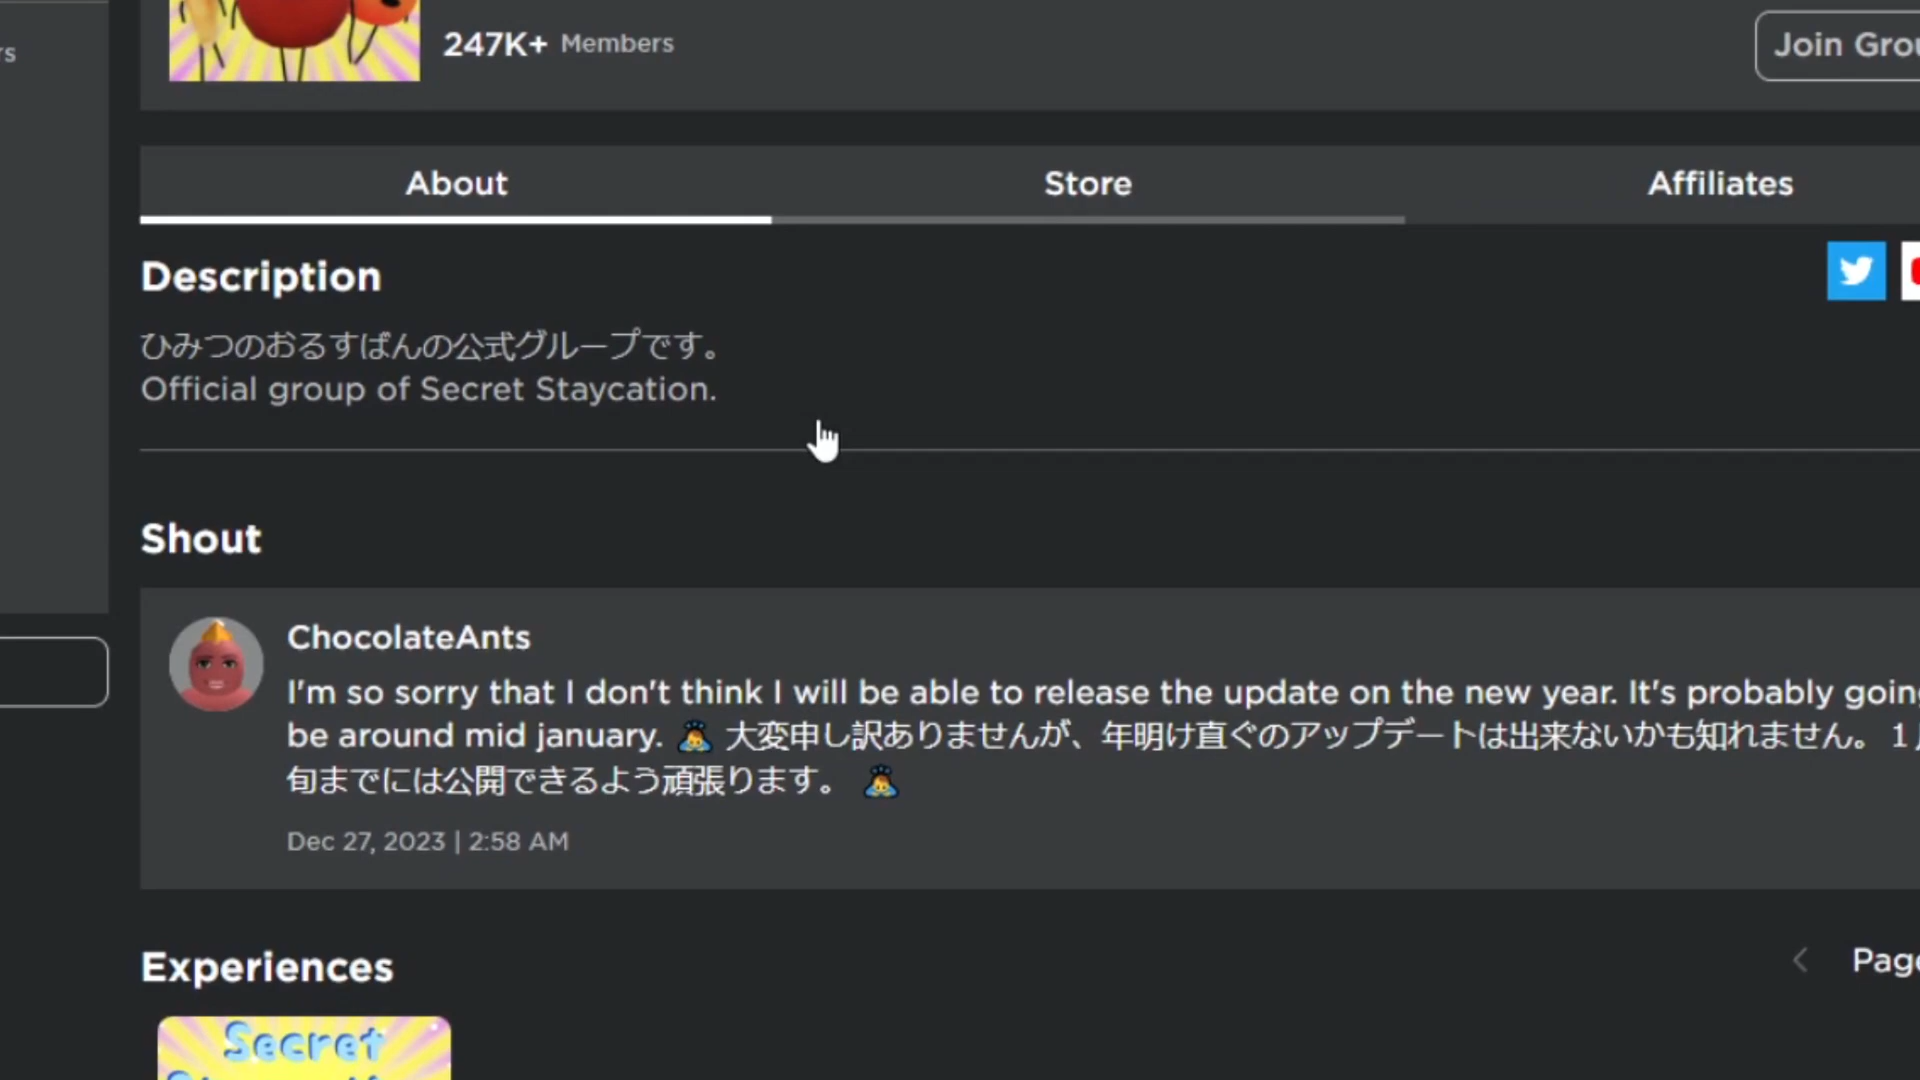 247K+ Members
Join
About Store Affiliates
Description
ひみつのおるすばんの公式グループです。
Official group of Secret Staycation.
Shout
ChocolateAnts
I'm so sorry that I don't think I will be able to release the update on the new year. It's probably
be around mid january. 🙇 大変申し訳ありませんが、年明け直ぐのアップデートは出来ないかも知れません。1
旬までには公開できるよう頑張ります。 🙇
Dec 27, 2023 | 2:58 AM
Experiences
Secret